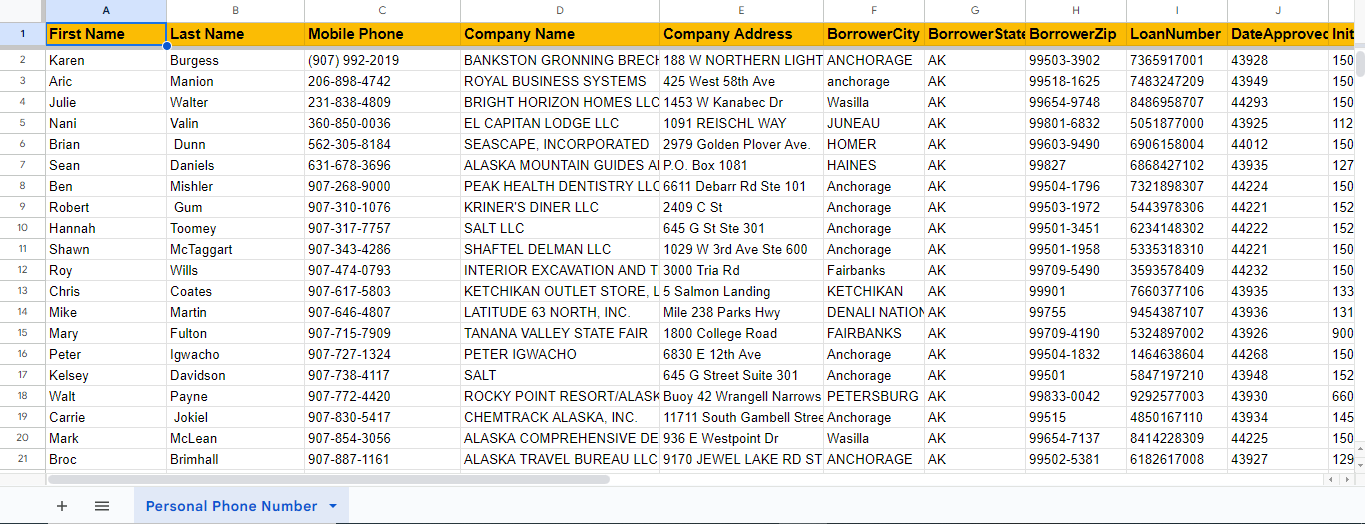 A B C D E F G H I J
1 First Name Last Name Mobile Phone Company Name Company Address BorrowerCity BorrowerState BorrowerZip LoanNumber DateApproved Init
2 Karen Burgess (907) 992-2019 BANKSTON GRONNING BRECH 188 W NORTHERN LIGHT ANCHORAGE AK 99503-3902 7365917001 43928 150
3 Aric Manion 206-898-4742 ROYAL BUSINESS SYSTEMS 425 West 58th Ave anchorage AK 99518-1625 7483247209 43949 150
4 Julie Walter 231-838-4809 BRIGHT HORIZON HOMES LLC 1453 W Kanabec Dr Wasilla AK 99654-9748 8486958707 44293 150
5 Nani Valin 360-850-0036 EL CAPITAN LODGE LLC 1091 REISCHL WAY JUNEAU AK 99801-6832 5051877000 43925 112
6 Brian Dunn 562-305-8184 SEASCAPE, INCORPORATED 2979 Golden Plover Ave. HOMER AK 99603-9490 6906158004 44012 150
7 Sean Daniels 631-678-3696 ALASKA MOUNTAIN GUIDES A P.O. Box 1081 HAINES AK 99827 6868427102 43935 127
8 Ben Mishler 907-268-9000 PEAK HEALTH DENTISTRY LLC 6611 Debarr Rd Ste 101 Anchorage AK 99504-1796 7321898307 44224 150
9 Robert Gum 907-310-1076 KRINER'S DINER LLC 2409 C St Anchorage AK 99503-1972 5443978306 44221 152
10 Hannah Toomey 907-317-7757 SALT LLC 645 G St Ste 301 Anchorage AK 99501-3451 6234148302 44222 152
11 Shawn McTaggart 907-343-4286 SHAFTEL DELMAN LLC 1029 W 3rd Ave Ste 600 Anchorage AK 99501-1958 5335318310 44221 150
12 Roy Wills 907-474-0793 INTERIOR EXCAVATION AND T 3000 Tria Rd Fairbanks AK 99709-5490 3593578409 44232 150
13 Chris Coates 907-617-5803 KETCHIKAN OUTLET STORE, L 5 Salmon Landing KETCHIKAN AK 99901 7660377106 43935 133
14 Mike Martin 907-646-4807 LATITUDE 63 NORTH, INC. Mile 238 Parks Hwy DENALI NATION AK 99755 9454387107 43936 131
15 Mary Fulton 907-715-7909 TANANA VALLEY STATE FAIR 1800 College Road FAIRBANKS AK 99709-4190 5324897002 43926 900
16 Peter Igwacho 907-727-1324 PETER IGWACHO 6830 E 12th Ave Anchorage AK 99504-1832 1464638604 44268 150
17 Kelsey Davidson 907-738-4117 SALT 645 G Street Suite 301 Anchorage AK 99501 5847197210 43948 152
18 Walt Payne 907-772-4420 ROCKY POINT RESORT/ALASK Buoy 42 Wrangell Narrows PETERSBURG AK 99833-0042 9292577003 43930 660
19 Carrie Jokiel 907-830-5417 CHEMTRACK ALASKA, INC. 11711 South Gambell Stree Anchorage AK 99515 4850167110 43934 145
20 Mark McLean 907-854-3056 ALASKA COMPREHENSIVE DE 936 E Westpoint Dr Wasilla AK 99654-7137 8414228309 44225 150
21 Broc Brimhall 907-887-1161 ALASKA TRAVEL BUREAU LLC 9170 JEWEL LAKE RD ST ANCHORAGE AK 99502-5381 6182617008 43927 129
Personal Phone Number